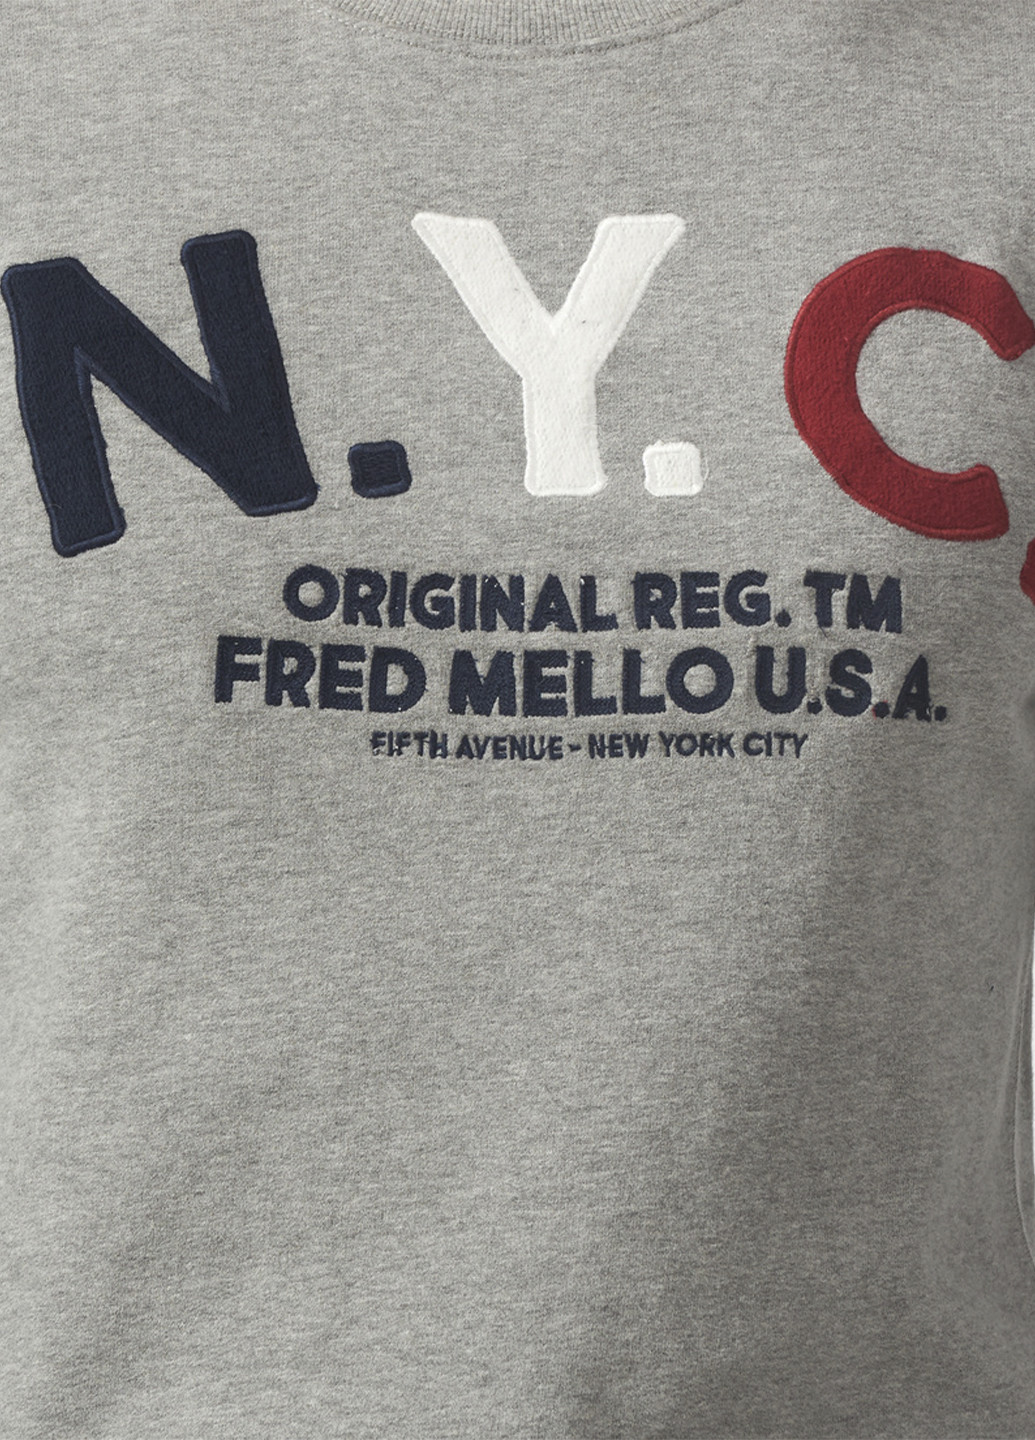 N.Y.C.
ORIGINAL REG. TM
FRED MELLO U.S.A.
FIFTH AVENUE - NEW YORK CITY